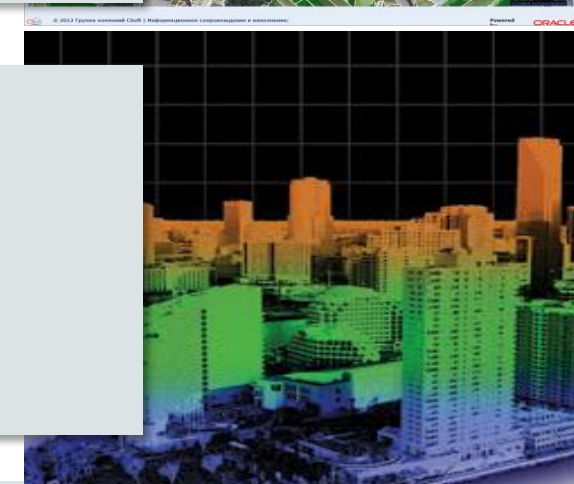 © 2012 Группа компаний CSoft | Информационное сопровождение и наполнение:
Powered
ORACLE